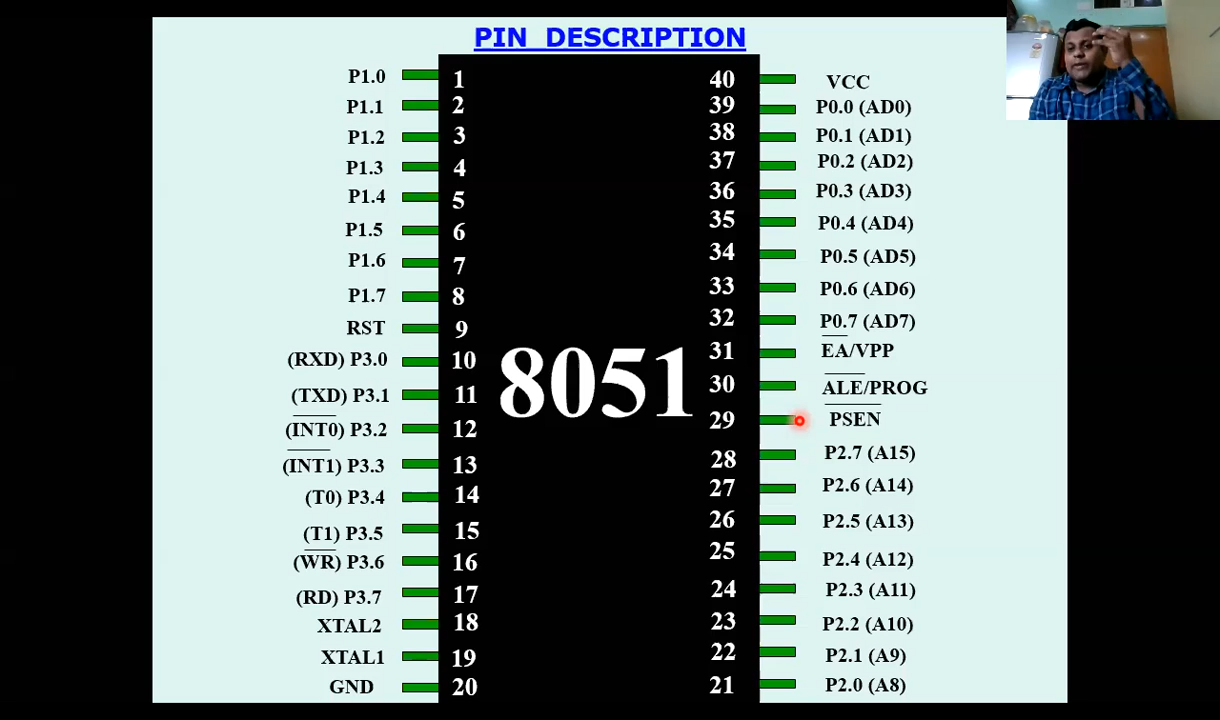 PIN DESCRIPTION
P1.0 1 40 VCC
P1.1 2 39 P0.0 (AD0)
P1.2 3 38 P0.1 (AD1)
P1.3 4 37 P0.2 (AD2)
P1.4 5 36 P0.3 (AD3)
P1.5 6 35 P0.4 (AD4)
P1.6 7 34 P0.5 (AD5)
P1.7 8 33 P0.6 (AD6)
RST 9 32 P0.7 (AD7)
(RXD) P3.0 10 31 EA/VPP
(TXD) P3.1 11 30 ALE/PROG
8051
(INT0) P3.2 12 29 PSEN
(INT1) P3.3 13 28 P2.7 (A15)
(T0) P3.4 14 27 P2.6 (A14)
(T1) P3.5 15 26 P2.5 (A13)
(WR) P3.6 16 25 P2.4 (A12)
(RD) P3.7 17 24 P2.3 (A11)
XTAL2 18 23 P2.2 (A10)
XTAL1 19 22 P2.1 (A9)
GND 20 21 P2.0 (A8)